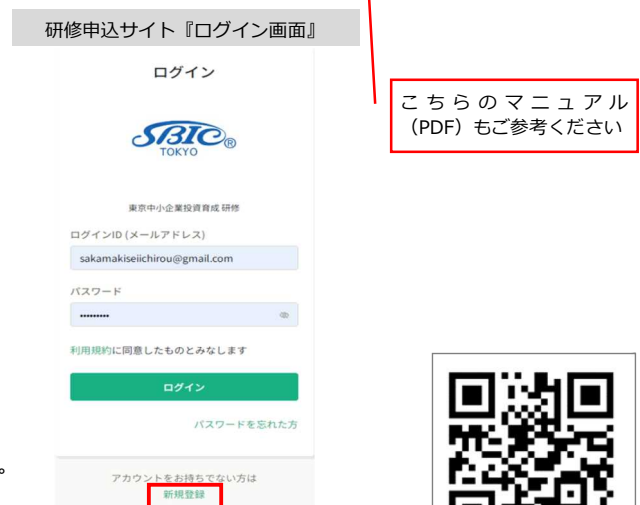 研修申込サイト『ログイン画面』
ログイン
SBIC®
TOKYO
東京中小企業投資育成 研修
ログインID (メールアドレス)
sakamakiseiichirou@gmail.com
パスワード
•••••••••
利用規約に同意したものとみなします
ログイン
パスワードを忘れた方
アカウントをお持ちでない方は
新規登録
。
こちらのマニュアル
（PDF）もご参考ください